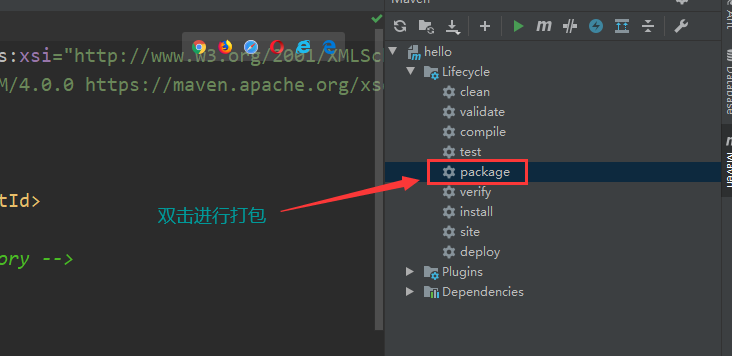 Maven
s:xsi="http://www.w3.org/2001/XMLSc
M/4.0.0 https://maven.apache.org/xs
tId>
双击进行打包
ory -->
hello
Lifecycle
clean
validate
compile
test
package
verify
install
site
deploy
Plugins
Dependencies
Ant
Database
Maven